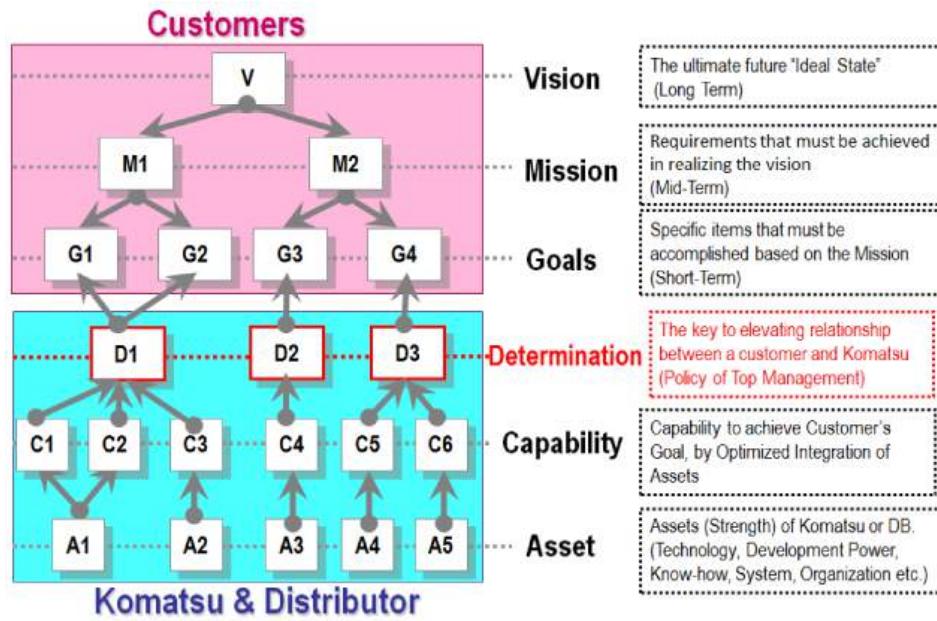 Customers
V
Vision
The ultimate future "Ideal State"
(Long Term)
M1
M2
Mission
Requirements that must be achieved
in realizing the vision
(Mid-Term)
G1
G2
G3
G4
Goals
Specific items that must be
accomplished based on the Mission
(Short-Term)
D1
D2
D3
Determination
The key to elevating relationship
between a customer and Komatsu
(Policy of Top Management)
C1
C2
C3
C4
C5
C6
Capability
Capability to achieve Customer's
Goal, by Optimized Integration of
Assets
A1
A2
A3
A4
A5
Asset
Assets (Strength) of Komatsu or DB.
(Technology, Development Power,
Know-how, System, Organization etc.)
Komatsu & Distributor